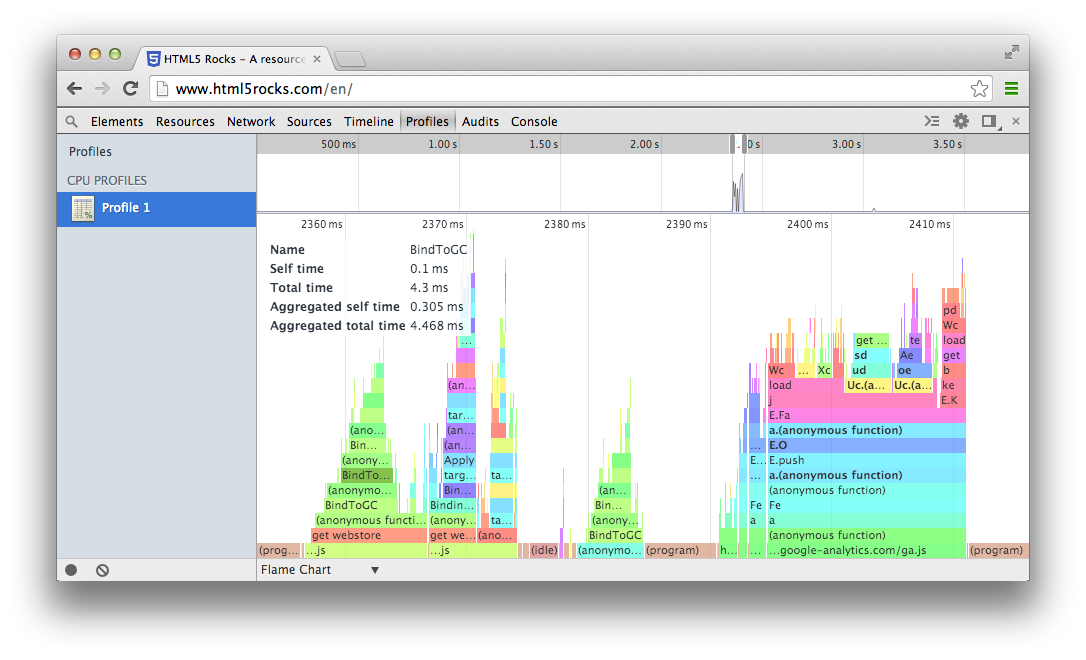 HTML5 Rocks – A resource
www.html5rocks.com/en/
Elements Resources Network Sources Timeline Profiles Audits Console
Profiles
CPU PROFILES
Profile 1
500 ms 1.00 s 1.50 s 2.00 s 3.00 s 3.50 s
2360 ms 2370 ms 2380 ms 2390 ms 2400 ms 2410 ms
Name BindToGC
Self time 0.1 ms
Total time 4.3 ms
Aggregated self time 0.305 ms
Aggregated total time 4.468 ms
pd
Wc
... get ... te load
sd Ae get
Wc ... Xc ud oe b
(an... load Uc.(a... Uc.(a... ke
j E.K
tar... E.Fa
(ano... (an... a.(anonymous function)
Bin... (an... ... E.O
(anony... Apply E... E.push
BindTo... targ... ta... ... a.(anonymous function)
(anonymo... Bin... (an... (anonymous function)
BindToGC Bindin... Bin... Fe Fe
(anonymous functi... (anony... ta... (anony... a a
get webstore get we... (ano... BindToGC (anonymous function)
(prog... ...js ...js (idle) (anonymo... (program) h... ... ...google-analytics.com/ga.js (program)
Flame Chart